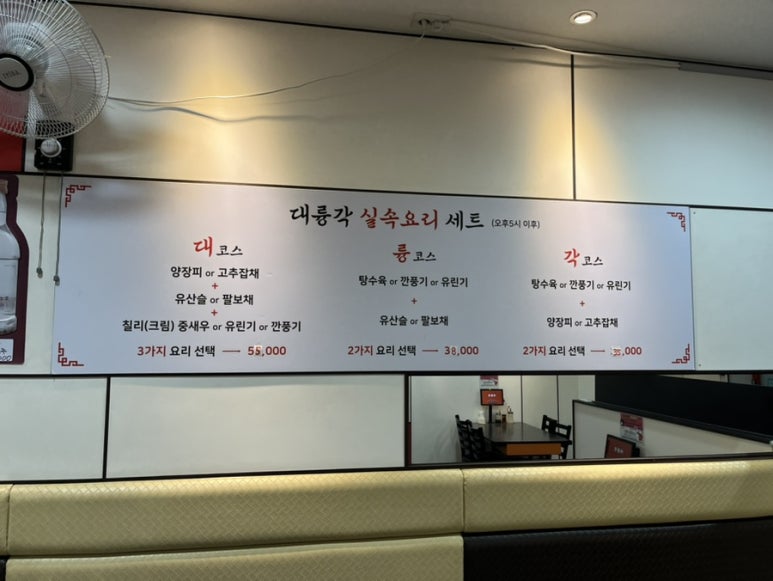 대륭각 실속요리 세트 (오후5시 이후)
대 코스
양장피 or 고추잡채
+
유산슬 or 팔보채
+
칠리(크림) 중새우 or 유린기 or 깐풍기
3가지 요리 선택 — 55,000
륭 코스
탕수육 or 깐풍기 or 유린기
+
유산슬 or 팔보채
2가지 요리 선택 — 38,000
각 코스
탕수육 or 깐풍기 or 유린기
+
양장피 or 고추잡채
2가지 요리 선택 —